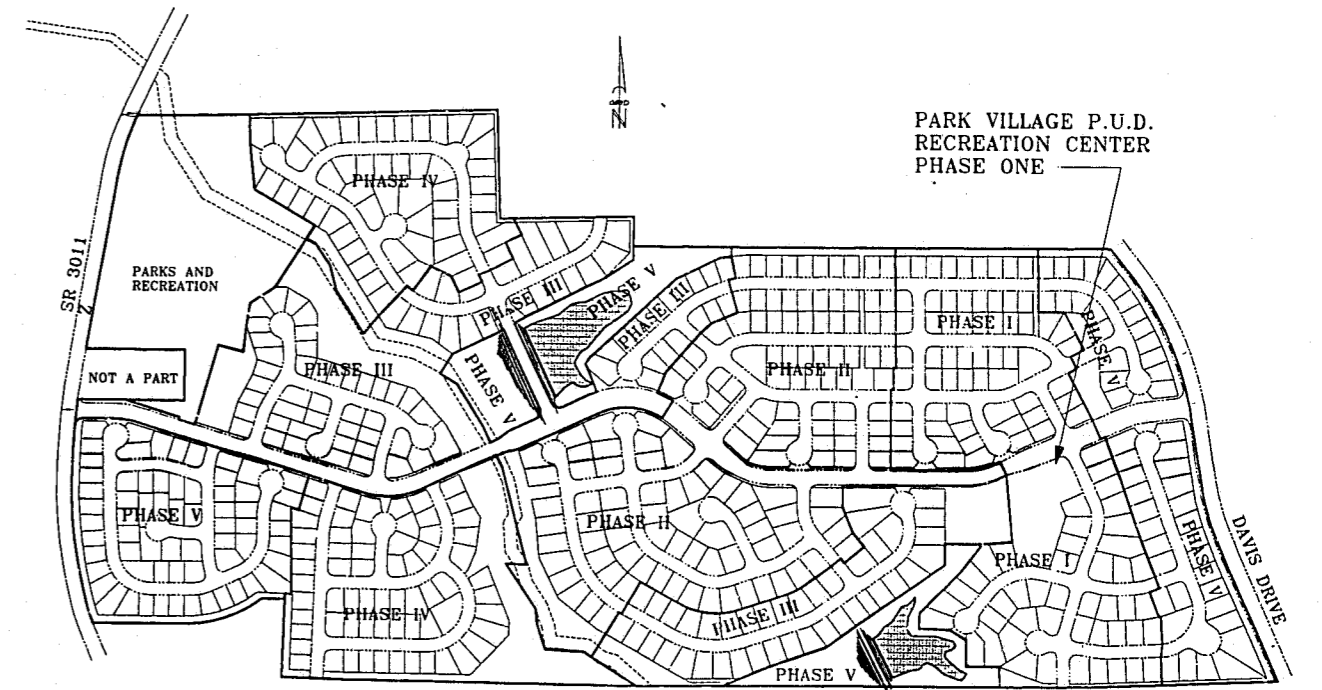 N
PARK VILLAGE P.U.D.
RECREATION CENTER
PHASE ONE
PHASE IV
SR 3011
PARKS AND
RECREATION
PHASE III
PHASE V
PHASE III
PHASE I
PHASE V
PHASE III
PHASE II
NOT A PART
PHASE V
PHASE V
PHASE II
PHASE I
PHASE V
DAVIS DRIVE
PHASE IV
PHASE III
PHASE V